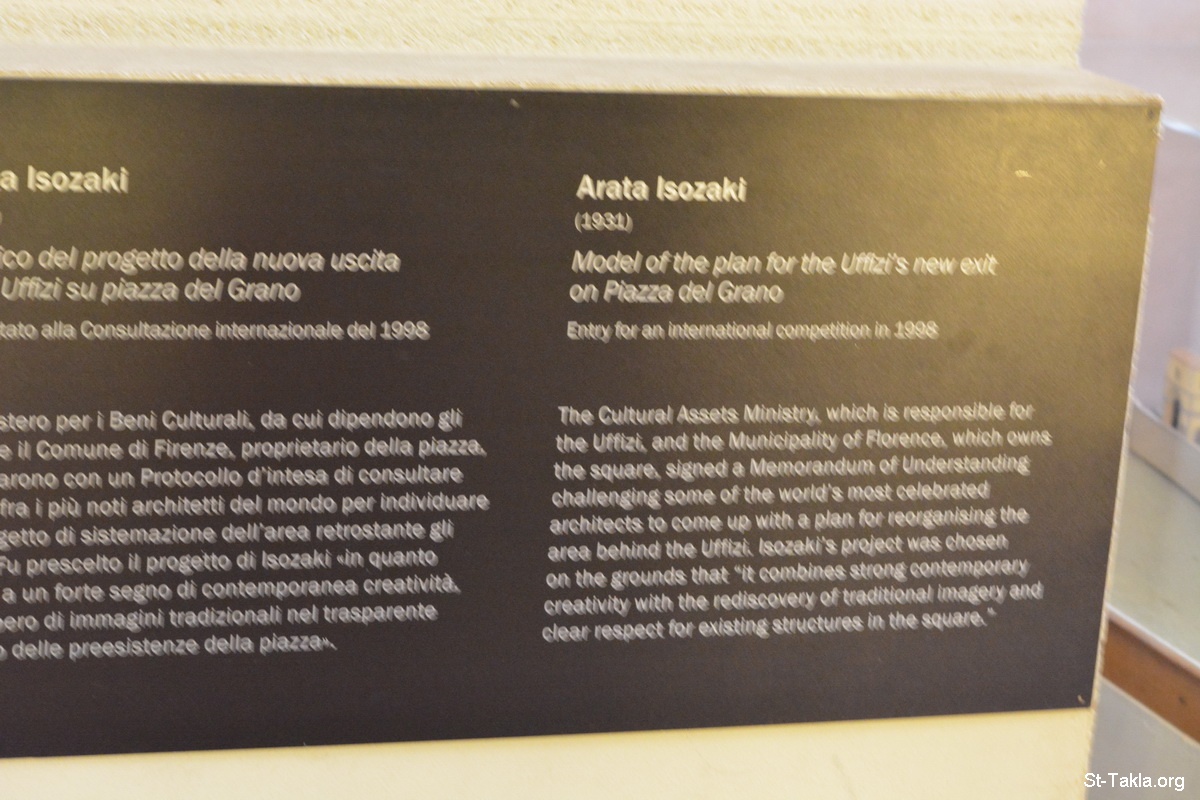 a Isozaki
)
ico del progetto della nuova uscita
Uffizi su piazza del Grano
tato alla Consultazione internazionale del 1998
stero per i Beni Culturali, da cui dipendono gli
e il Comune di Firenze, proprietario della piazza,
arono con un Protocollo d'intesa di consultare
fra i più noti architetti del mondo per individuare
getto di sistemazione dell'area retrostante gli
Fu prescelto il progetto di Isozaki «in quanto
a un forte segno di contemporanea creatività,
pero di immagini tradizionali nel trasparente
o delle preesistenze della piazza».
Arata Isozaki
(1931)
Model of the plan for the Uffizi's new exit
on Piazza del Grano
Entry for an international competition in 1998
The Cultural Assets Ministry, which is responsible for
the Uffizi, and the Municipality of Florence, which owns
the square, signed a Memorandum of Understanding
challenging some of the world's most celebrated
architects to come up with a plan for reorganising the
area behind the Uffizi. Isozaki's project was chosen
on the grounds that "it combines strong contemporary
creativity with the rediscovery of traditional imagery and
clear respect for existing structures in the square."
St-Takla.org